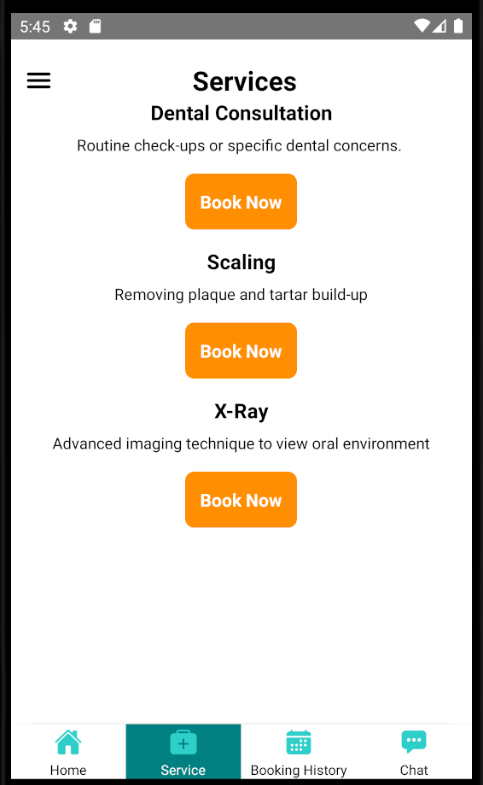 5:45
Services
Dental Consultation
Routine check-ups or specific dental concerns.
Book Now
Scaling
Removing plaque and tartar build-up
Book Now
X-Ray
Advanced imaging technique to view oral environment
Book Now
Home
Service
Booking History
Chat